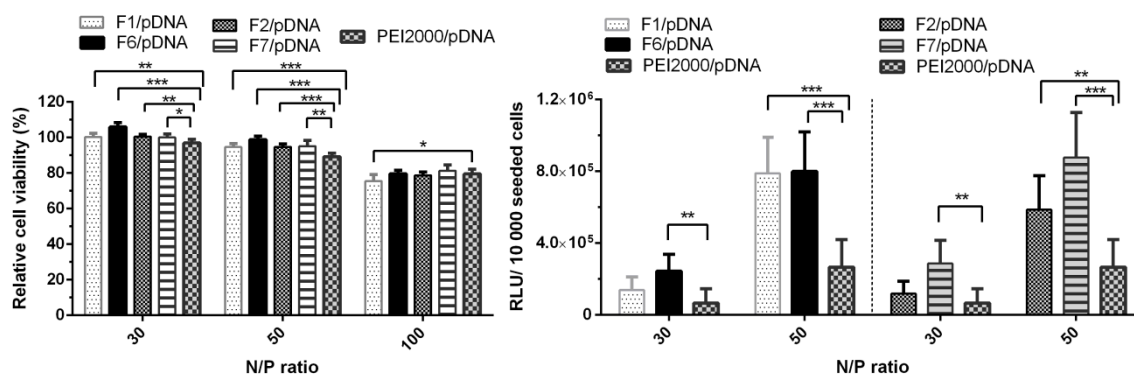 F1/pDNA F2/pDNA PEI2000/pDNA
F6/pDNA F7/pDNA
** ***
*** ***
** ***
* **
*
Relative cell viability (%)
120
100
80
60
40
20
0
30 50 100
N/P ratio
F1/pDNA F2/pDNA
F6/pDNA F7/pDNA
PEI2000/pDNA PEI2000/pDNA
*** **
*** ***
** **
RLU/ 10 000 seeded cells
1.2×10⁶
8.0×10⁵
4.0×10⁵
0
30 50 30 50
N/P ratio